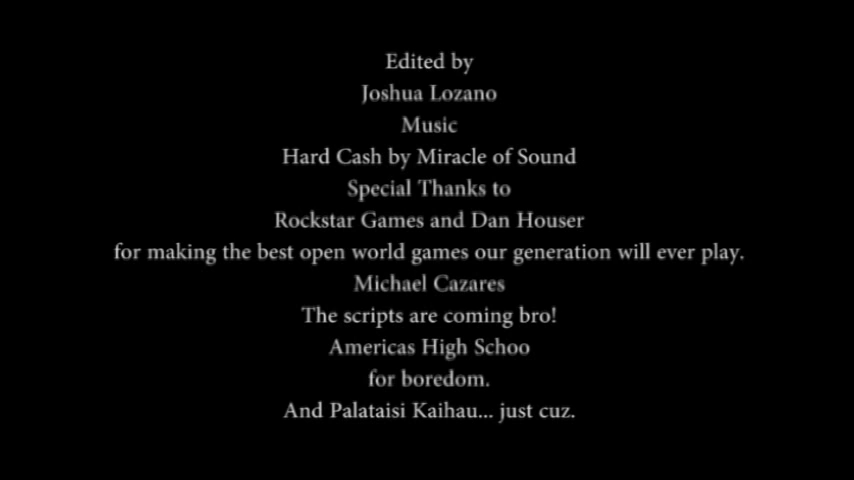 Edited by
Joshua Lozano
Music
Hard Cash by Miracle of Sound
Special Thanks to
Rockstar Games and Dan Houser
for making the best open world games our generation will ever play.
Michael Cazares
The scripts are coming bro!
Americas High Schoo
for boredom.
And Palataisi Kaihau... just cuz.